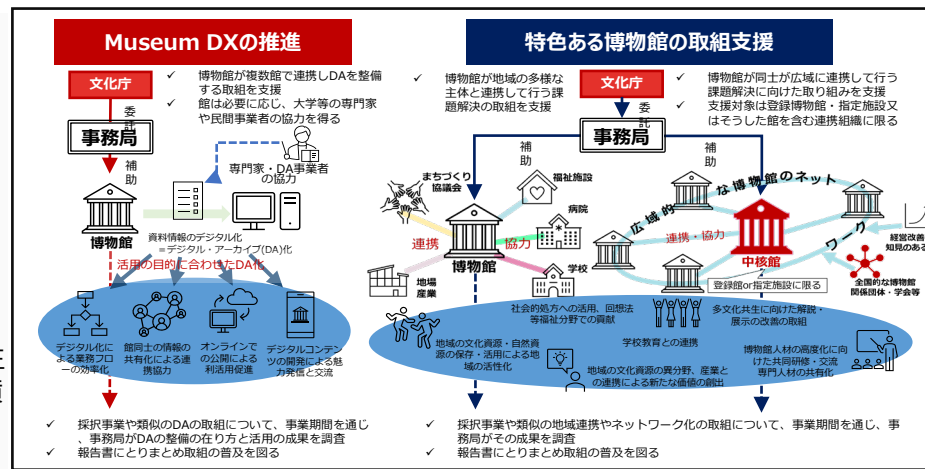 Museum DXの推進
文化庁
委託
事務局
補助
博物館
✓ 博物館が複数館で連携しDAを整備
する取組を支援
✓ 館は必要に応じ、大学等の専門家
や民間事業者の協力を得る
専門家・DA事業者
の協力
資料情報のデジタル化
=デジタル・アーカイブ(DA)化
活用の目的に合わせたDA化
デジタル化に
よる業務フロ
ーの効率化
館同士の情報の
共有化による連
携協力
オンラインで
の公開による
利活用促進
デジタルコンテン
ツの開発による魅
力発信と交流
✓ 採択事業や類似のDAの取組について、事業期間を通じ
、事務局がDAの整備の在り方と活用の成果を調査
✓ 報告書にとりまとめ取組の普及を図る
特色ある博物館の取組支援
✓ 博物館が地域の多様な
主体と連携して行う課
題解決の取組を支援
文化庁
委託
事務局
補助
補助
✓ 博物館が同士が広域に連携して行う
課題解決に向けた取り組みを支援
✓ 支援対象は登録博物館・指定施設又
はそうした館を含む連携組織に限る
まちづくり
協議会
福祉施設
病院
連携
協力
博物館
地場
産業
学校
広域的
な博物館のネット
ワーク
連携・協力
中核館
登録館or指定施設に限る
経営改善
知見のある
全国的な博物館
関係団体・学会等
社会的処方への活用、回想法
等福祉分野での貢献
多文化共生に向けた解説・
展示の改善の取組
地域の文化資源・自然資
源の保存・活用による地
域の活性化
学校教育との連携
地域の文化資源の異分野、産業と
の連携による新たな価値の創出
博物館人材の高度化に向
けた共同研修・交流
専門人材の共有化
✓ 採択事業や類似の地域連携やネットワーク化の取組について、事業期間を通じ、事
務局がその成果を調査
✓ 報告書にとりまとめ取組の普及を図る